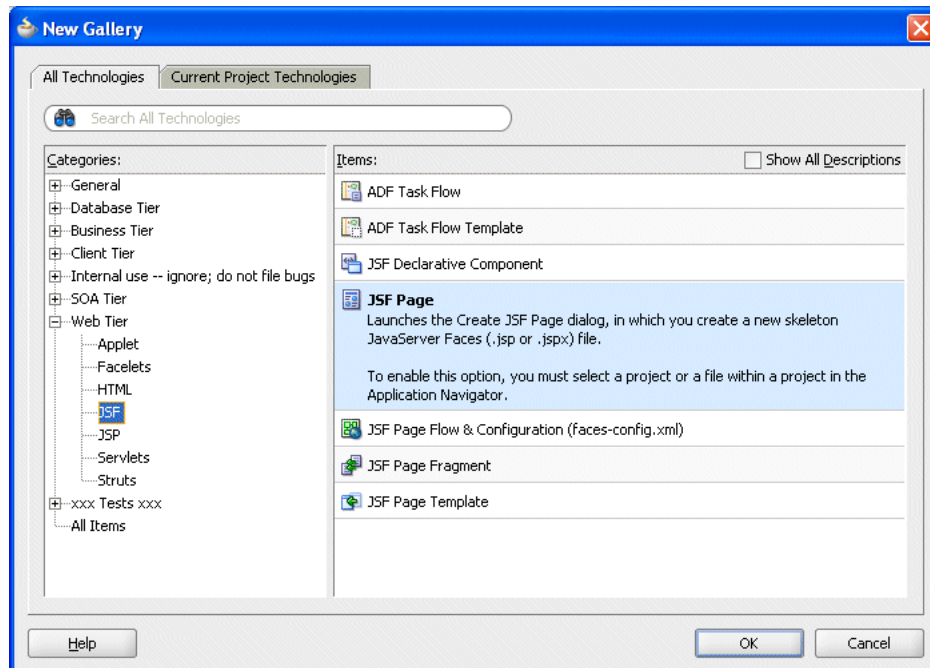 New Gallery
All Technologies
Current Project Technologies
Search All Technologies
Categories:
General
Database Tier
Business Tier
Client Tier
Internal use -- ignore; do not file bugs
SOA Tier
Web Tier
Applet
Facelets
HTML
JSF
JSP
Servlets
Struts
xxx Tests xxx
All Items
Items:
Show All Descriptions
ADF Task Flow
ADF Task Flow Template
JSF Declarative Component
JSF Page
Launches the Create JSF Page dialog, in which you create a new skeleton
JavaServer Faces (.jsp or .jspx) file.
To enable this option, you must select a project or a file within a project in the
Application Navigator.
JSF Page Flow & Configuration (faces-config.xml)
JSF Page Fragment
JSF Page Template
Help
OK
Cancel